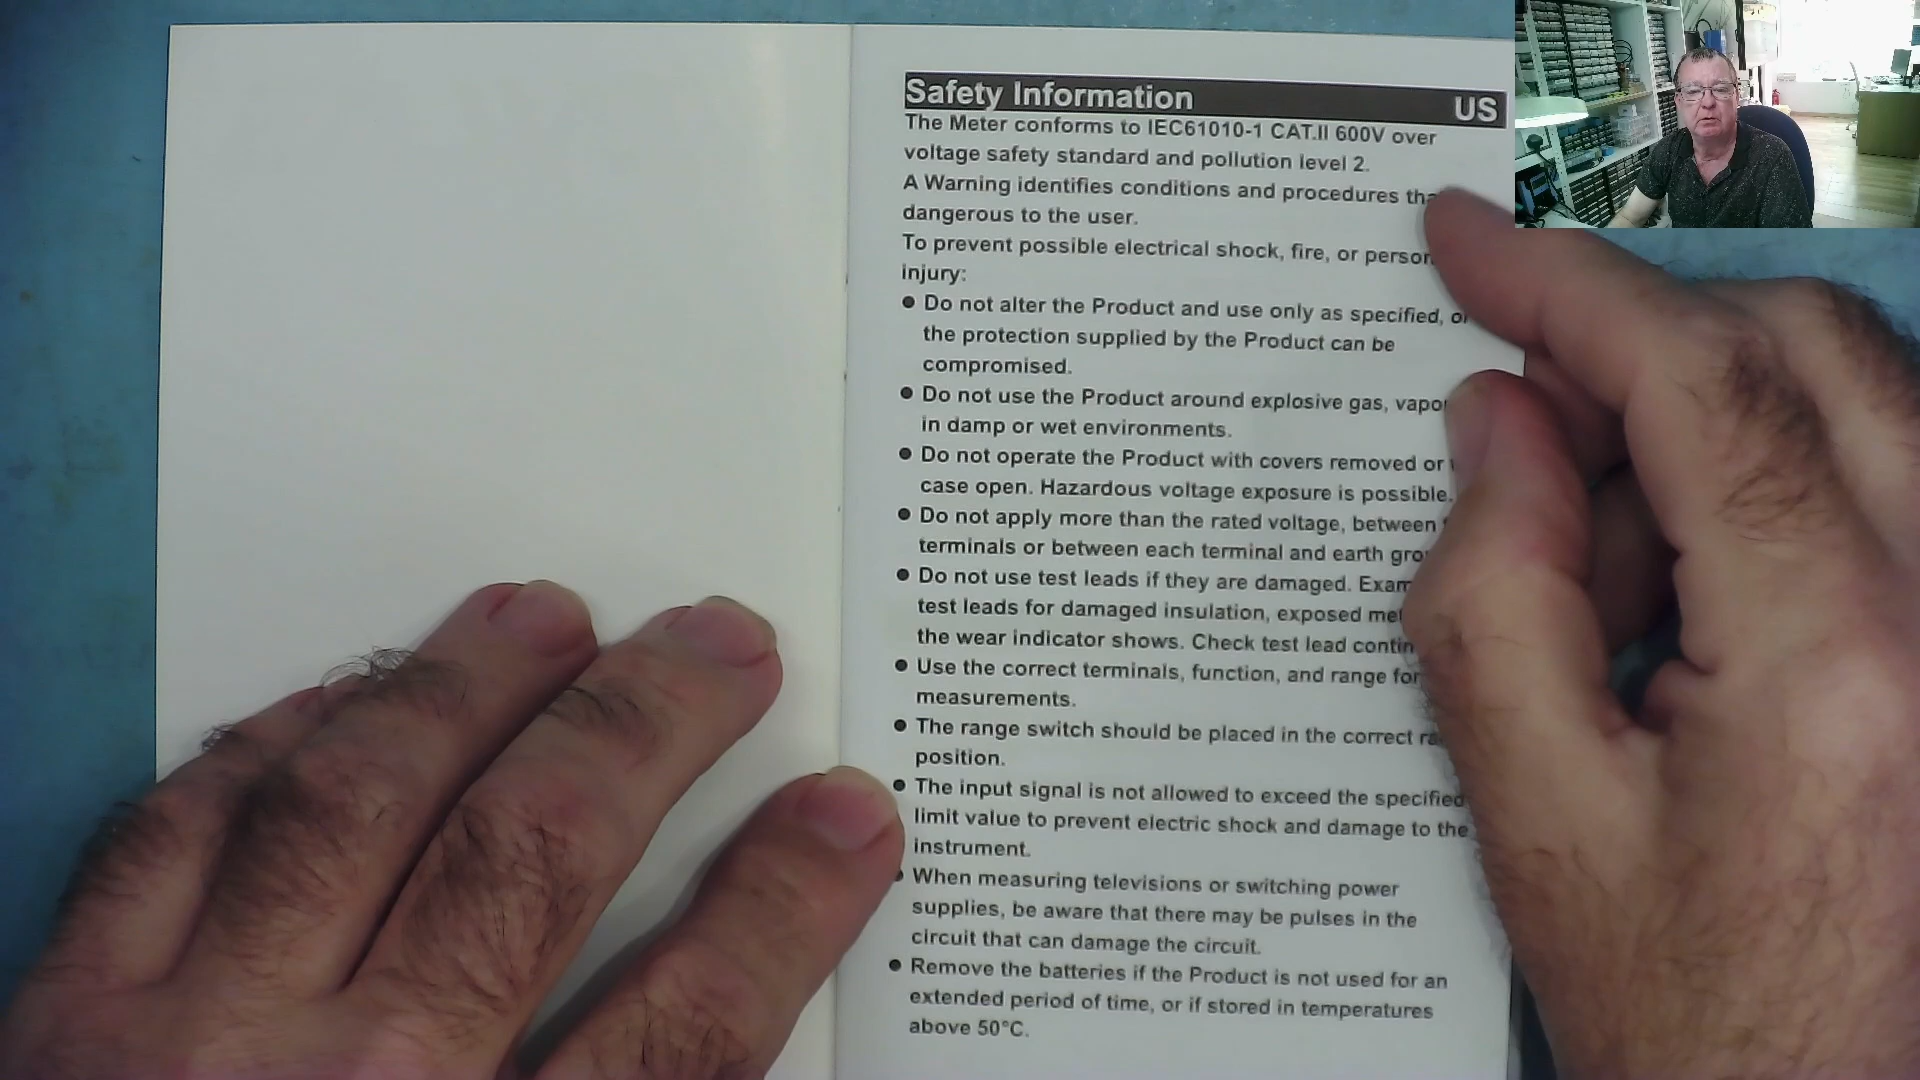 Safety Information US
The Meter conforms to IEC61010-1 CAT.II 600V over
voltage safety standard and pollution level 2.
A Warning identifies conditions and procedures
dangerous to the user.
To prevent possible electrical shock, fire, or
injury:
● Do not alter the Product and use only as specified,
the protection supplied by the Product can be
compromised.
● Do not use the Product around explosive gas,
in damp or wet environments.
● Do not operate the Product with covers removed or
case open. Hazardous voltage exposure is possible.
● Do not apply more than the rated voltage, between
terminals or between each terminal and earth
● Do not use test leads if they are damaged.
test leads for damaged insulation, exposed
the wear indicator shows. Check test lead
● Use the correct terminals, function, and range for
measurements.
● The range switch should be placed in the correct
position.
● The input signal is not allowed to exceed the specified
limit value to prevent electric shock and damage to the
instrument.
● When measuring televisions or switching power
supplies, be aware that there may be pulses in the
circuit that can damage the circuit.
● Remove the batteries if the Product is not used for an
extended period of time, or if stored in temperatures
above 50°C.